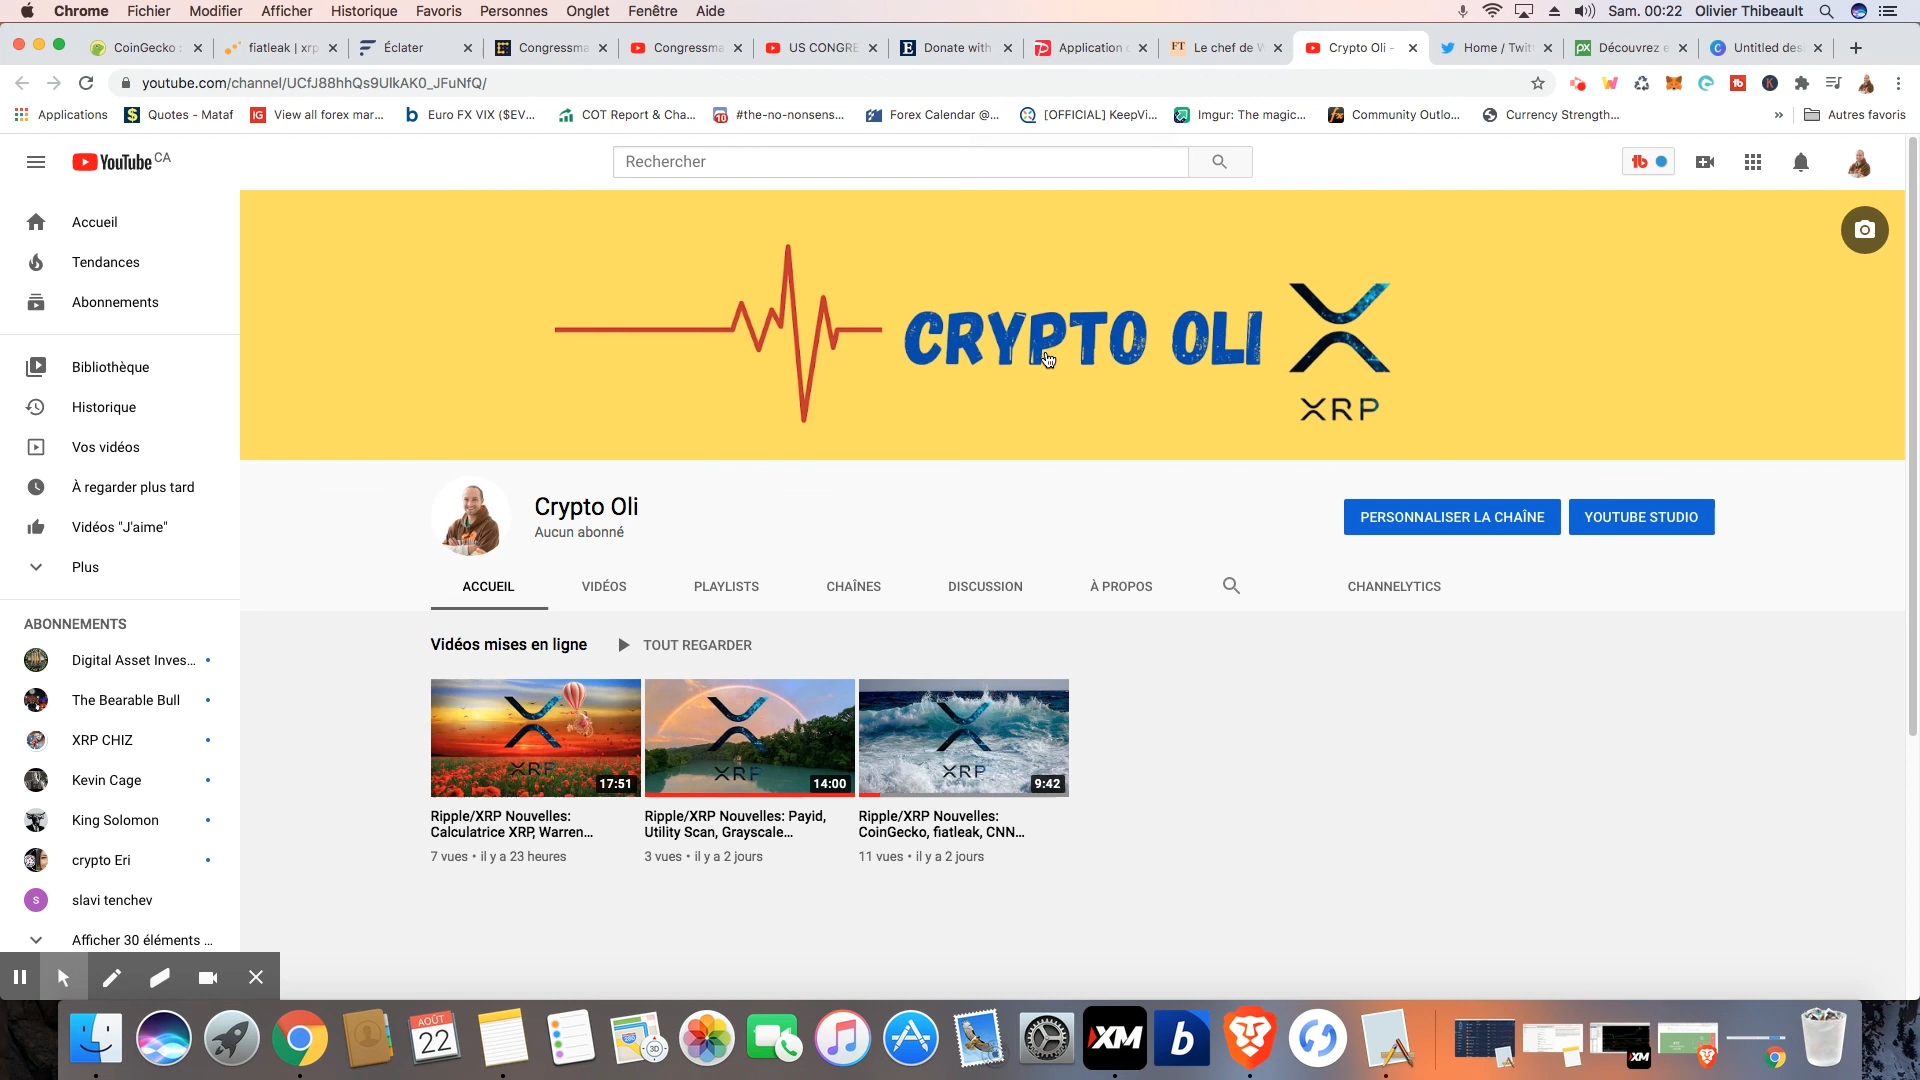 Chrome Fichier Modifier Afficher Historique Favoris Personnes Onglet Fenêtre Aide Sam. 00:22 Olivier Thibeault
CoinGecko fiatleak | xrp Éclater Congressma Congressma US CONGRE Donate with Application Le chef de Crypto Oli - Home / Twit Découvrez Untitled des
youtube.com/channel/UCfJ88hhQs9UlkAK0_JFuNfQ/
Applications Quotes - Mataf View all forex mar... Euro FX VIX ($EV... COT Report & Cha... #the-no-nonsens... Forex Calendar @... [OFFICIAL] KeepVi... Imgur: The magic... Community Outlo... Currency Strength... » Autres favoris
YouTube CA
Rechercher
Accueil
Tendances
Abonnements
Bibliothèque
Historique
Vos vidéos
À regarder plus tard
Vidéos "J'aime"
Plus
ABONNEMENTS
Digital Asset Inves...
The Bearable Bull
XRP CHIZ
Kevin Cage
King Solomon
crypto Eri
slavi tenchev
Afficher 30 éléments ...
CRYPTO OLI
XRP
Crypto Oli
Aucun abonné
PERSONNALISER LA CHAÎNE YOUTUBE STUDIO
ACCUEIL VIDÉOS PLAYLISTS CHAÎNES DISCUSSION À PROPOS CHANNELYTICS
Vidéos mises en ligne TOUT REGARDER
XRP 17:51
XRP 14:00
XRP 9:42
Ripple/XRP Nouvelles: Calculatrice XRP, Warren...
7 vues • il y a 23 heures
Ripple/XRP Nouvelles: Payid, Utility Scan, Grayscale...
3 vues • il y a 2 jours
Ripple/XRP Nouvelles: CoinGecko, fiatleak, CNN...
11 vues • il y a 2 jours
AOÛT
22
XM
b